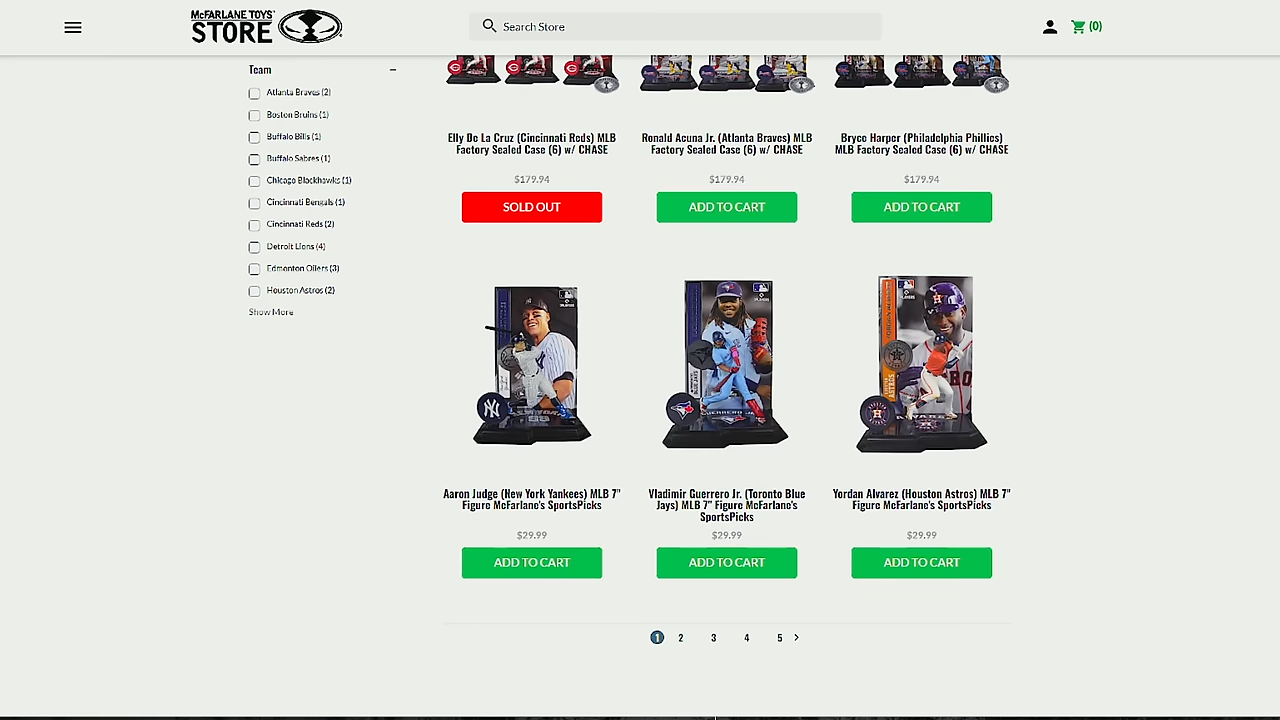 McFARLANE TOYS'
STORE
Search Store
(0)
Team
Atlanta Braves (2)
Boston Bruins (1)
Buffalo Bills (1)
Buffalo Sabres (1)
Chicago Blackhawks (1)
Cincinnati Bengals (1)
Cincinnati Reds (2)
Detroit Lions (4)
Edmonton Oilers (3)
Houston Astros (2)
Show More
Elly De La Cruz (Cincinnati Reds) MLB
Factory Sealed Case (6) w/ CHASE
$179.94
SOLD OUT
Ronald Acuna Jr. (Atlanta Braves) MLB
Factory Sealed Case (6) w/ CHASE
$179.94
ADD TO CART
Bryce Harper (Philadelphia Phillies)
MLB Factory Sealed Case (6) w/ CHASE
$179.94
ADD TO CART
Aaron Judge (New York Yankees) MLB 7"
Figure McFarlane's SportsPicks
$29.99
ADD TO CART
Vladimir Guerrero Jr. (Toronto Blue
Jays) MLB 7" Figure McFarlane's
SportsPicks
$29.99
ADD TO CART
Yordan Alvarez (Houston Astros) MLB 7"
Figure McFarlane's SportsPicks
$29.99
ADD TO CART
1 2 3 4 5